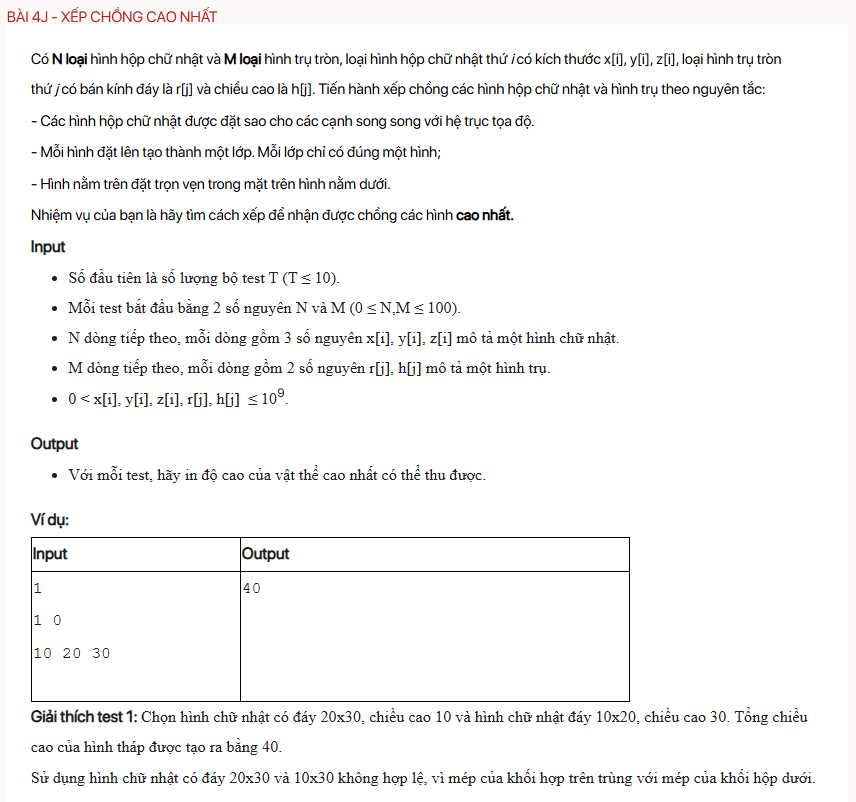 BÀI 4J - XẾP CHỒNG CAO NHẤT
Có N loại hình hộp chữ nhật và M loại hình trụ tròn, loại hình hộp chữ nhật thứ i có kích thước x[i], y[i], z[i], loại hình trụ tròn
thứ j có bán kính đáy là r[j] và chiều cao là h[j]. Tiến hành xếp chồng các hình hộp chữ nhật và hình trụ theo nguyên tắc:
- Các hình hộp chữ nhật được đặt sao cho các cạnh song song với hệ trục tọa độ.
- Mỗi hình đặt lên tạo thành một lớp. Mỗi lớp chỉ có đúng một hình;
- Hình nằm trên đặt trọn vẹn trong mặt trên hình nằm dưới.
Nhiệm vụ của bạn là hãy tìm cách xếp để nhận được chồng các hình cao nhất.
Input
• Số đầu tiên là số lượng bộ test T (T ≤ 10).
• Mỗi test bắt đầu bằng 2 số nguyên N và M (0 ≤ N,M ≤ 100).
• N dòng tiếp theo, mỗi dòng gồm 3 số nguyên x[i], y[i], z[i] mô tả một hình chữ nhật.
• M dòng tiếp theo, mỗi dòng gồm 2 số nguyên r[j], h[j] mô tả một hình trụ.
• 0 < x[i], y[i], z[i], r[j], h[j] ≤ 10⁹.
Output
• Với mỗi test, hãy in độ cao của vật thể cao nhất có thể thu được.
Ví dụ:
Input Output
1 40
1 0
10 20 30
Giải thích test 1: Chọn hình chữ nhật có đáy 20x30, chiều cao 10 và hình chữ nhật đáy 10x20, chiều cao 30. Tổng chiều
cao của hình tháp được tạo ra bằng 40.
Sử dụng hình chữ nhật có đáy 20x30 và 10x30 không hợp lệ, vì mép của khối hợp trên trùng với mép của khối hộp dưới.